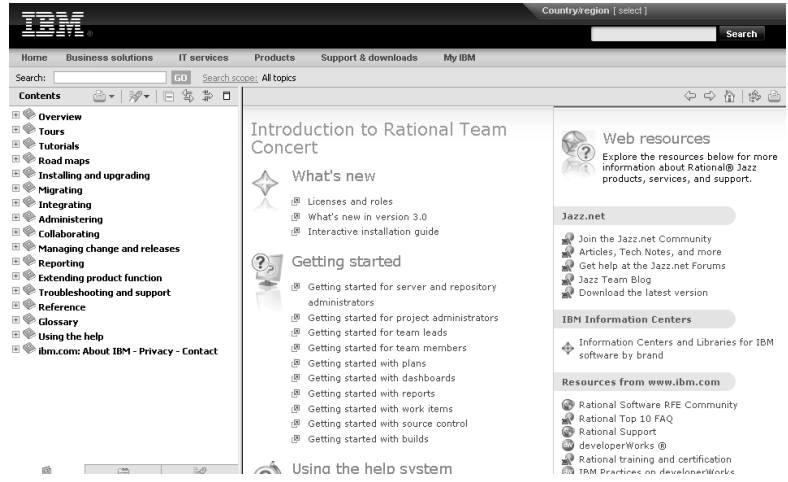 Country/region [ select ]
IBM ®
Search
Home Business solutions IT services Products Support & downloads My IBM
Search: GO Search scope: All topics
Contents
Overview
Tours
Tutorials
Road maps
Installing and upgrading
Migrating
Integrating
Administering
Collaborating
Managing change and releases
Reporting
Extending product function
Troubleshooting and support
Reference
Glossary
Using the help
ibm.com: About IBM - Privacy - Contact
Introduction to Rational Team
Concert
What's new
Licenses and roles
What's new in version 3.0
Interactive installation guide
Getting started
Getting started for server and repository
administrators
Getting started for project administrators
Getting started for team leads
Getting started for team members
Getting started with plans
Getting started with dashboards
Getting started with reports
Getting started with work items
Getting started with source control
Getting started with builds
Using the help system
Web resources
Explore the resources below for more
information about Rational® Jazz
products, services, and support.
Jazz.net
Join the Jazz.net Community
Articles, Tech Notes, and more
Get help at the Jazz.net Forums
Jazz Team Blog
Download the latest version
IBM Information Centers
Information Centers and Libraries for IBM
software by brand
Resources from www.ibm.com
Rational Software RFE Community
Rational Top 10 FAQ
Rational Support
developerWorks ®
Rational training and certification
IBM Practices on developerWorks